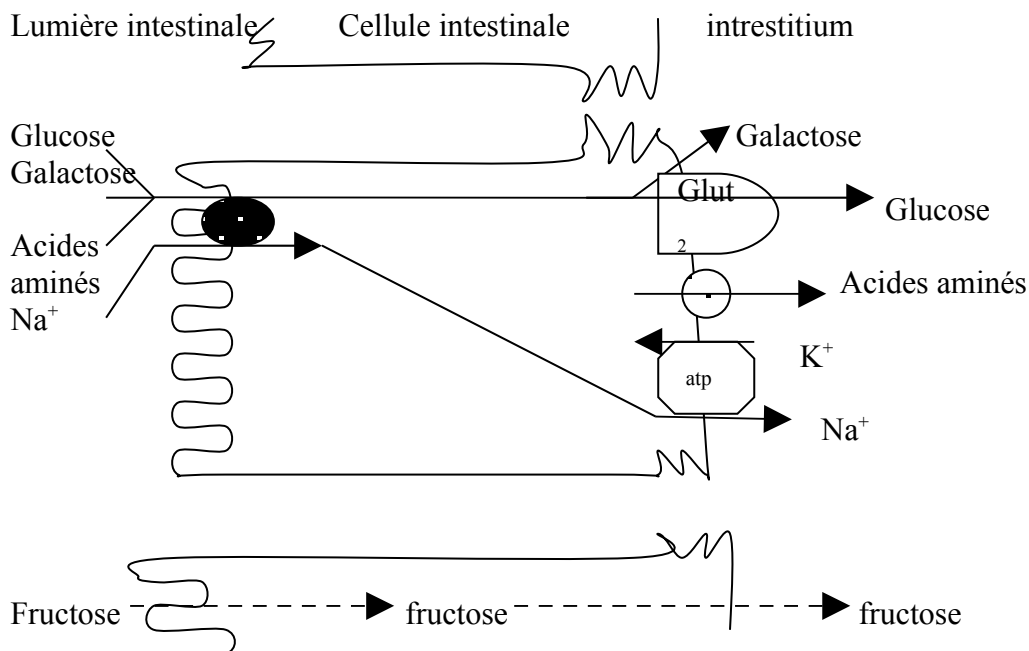 Lumière intestinale Cellule intestinale intrestitium
Glucose
Galactose
Galactose
Glut
2
Glucose
Acides
aminés
Na⁺
Acides aminés
K⁺
atp
Na⁺
Fructose fructose fructose